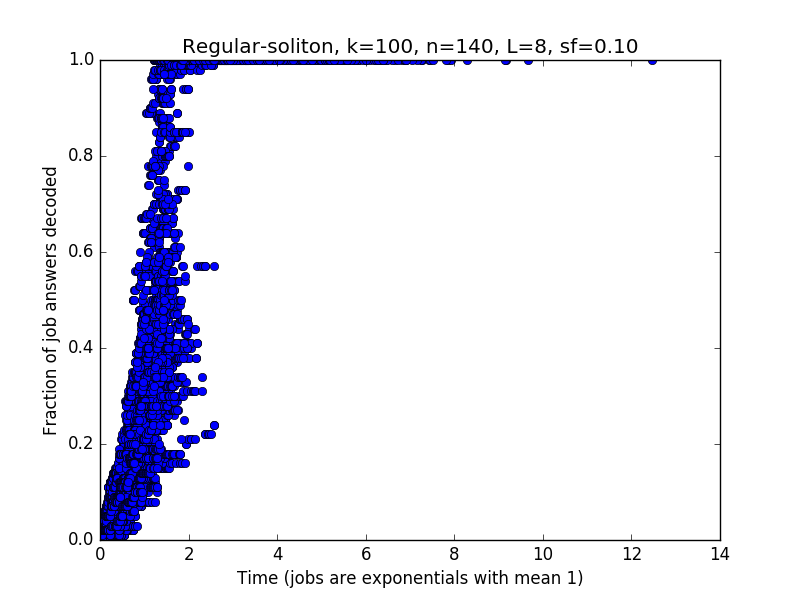 Regular-soliton, k=100, n=140, L=8, sf=0.10
1.0
0.8
0.6
0.4
0.2
0.0
Fraction of job answers decoded
0 2 4 6 8 10 12 14
Time (jobs are exponentials with mean 1)